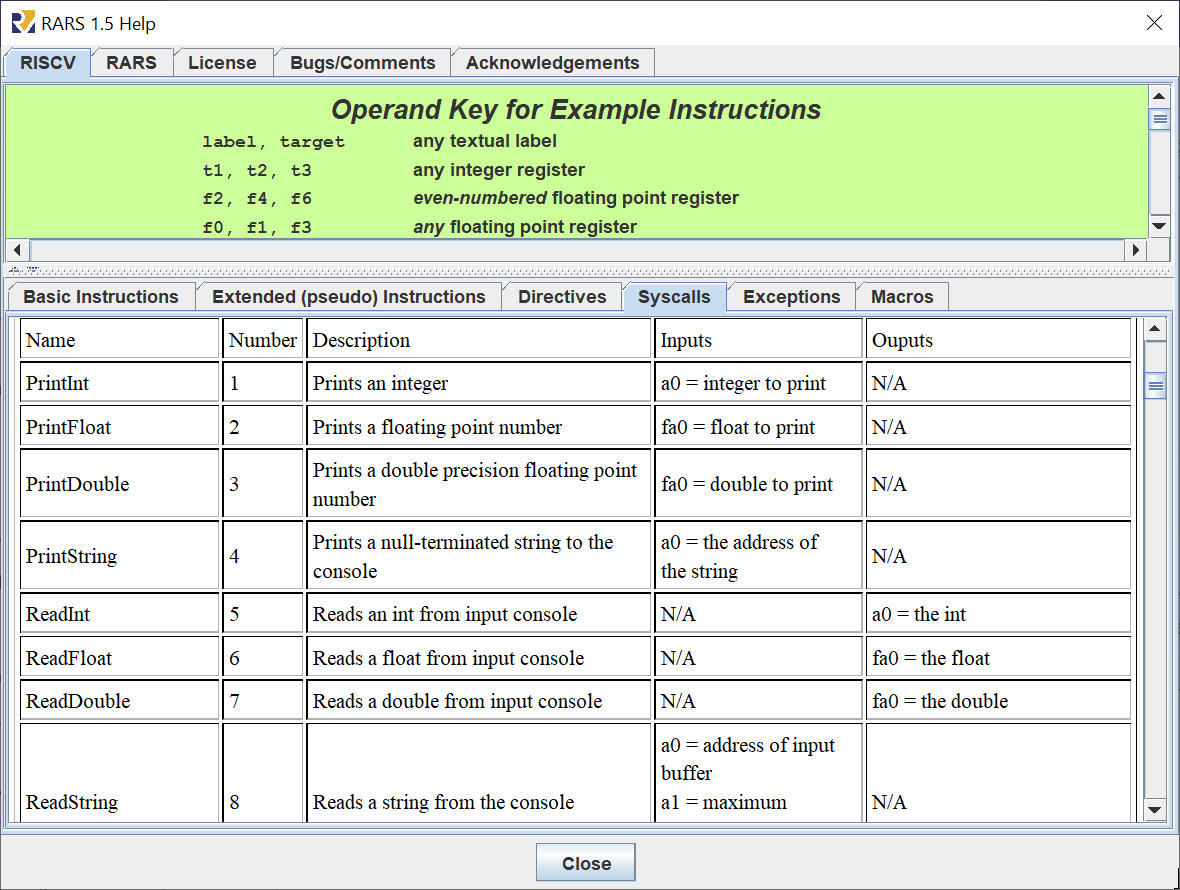 RARS 1.5 Help
RISCV RARS License Bugs/Comments Acknowledgements
Operand Key for Example Instructions
label, target any textual label
t1, t2, t3 any integer register
f2, f4, f6 even-numbered floating point register
f0, f1, f3 any floating point register
Basic Instructions Extended (pseudo) Instructions Directives Syscalls Exceptions Macros
Name Number Description Inputs Ouputs
PrintInt 1 Prints an integer a0 = integer to print N/A
PrintFloat 2 Prints a floating point number fa0 = float to print N/A
PrintDouble 3 Prints a double precision floating point
number fa0 = double to print N/A
PrintString 4 Prints a null-terminated string to the
console a0 = the address of
the string N/A
ReadInt 5 Reads an int from input console N/A a0 = the int
ReadFloat 6 Reads a float from input console N/A fa0 = the float
ReadDouble 7 Reads a double from input console N/A fa0 = the double
ReadString 8 Reads a string from the console a0 = address of input
buffer
a1 = maximum N/A
Close